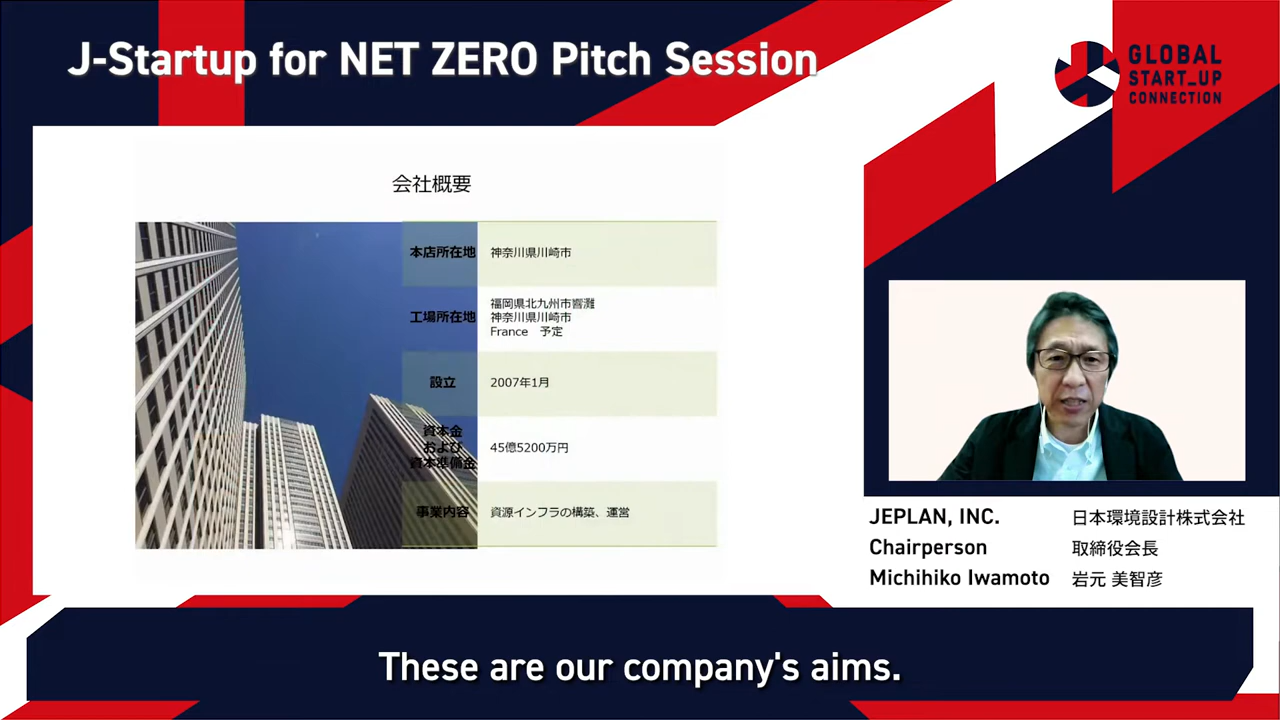 J-Startup for NET ZERO Pitch Session
GLOBAL
START_UP
CONNECTION
会社概要
本店所在地 神奈川県川崎市
工場所在地 福岡県北九州市響灘
神奈川県川崎市
France 予定
設立 2007年1月
資本金
および
資本準備金
45億5200万円
事業内容 資源インフラの構築、運営
JEPLAN, INC. 日本環境設計株式会社
Chairperson 取締役会長
Michihiko Iwamoto 岩元 美智彦
These are our company's aims.